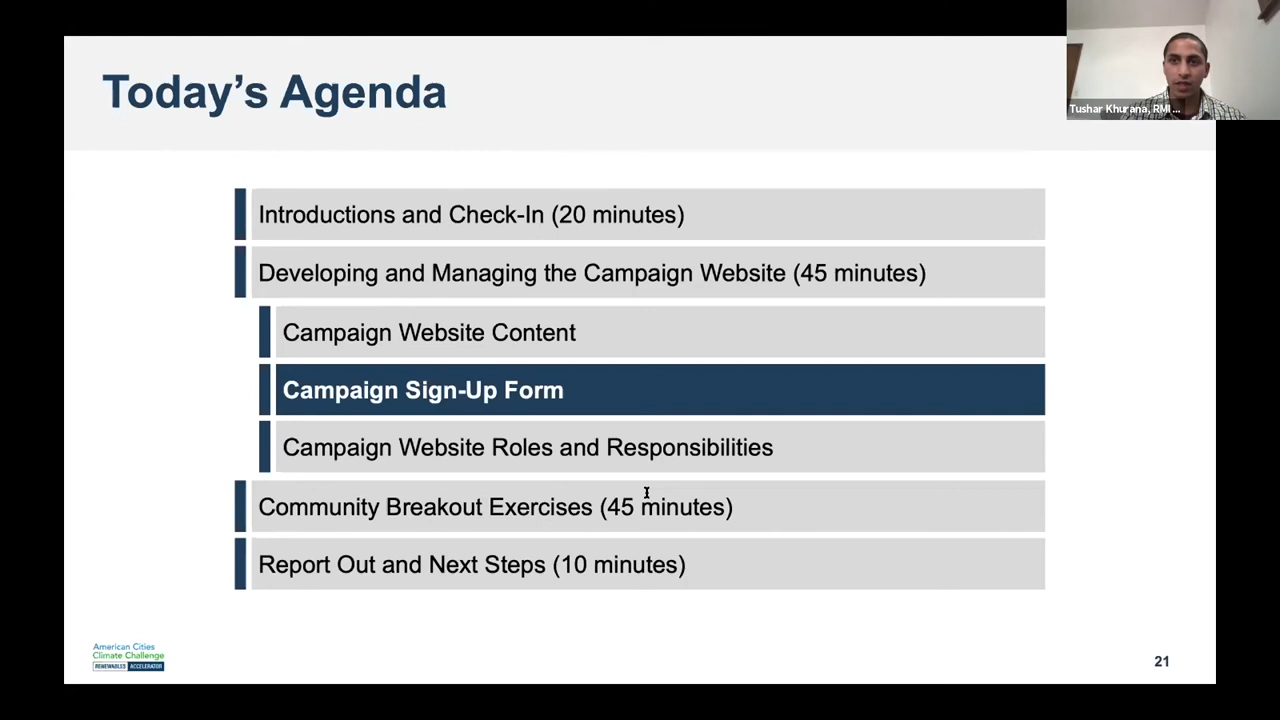 Today's Agenda
Tushar Khurana, RMI ...
Introductions and Check-In (20 minutes)
Developing and Managing the Campaign Website (45 minutes)
Campaign Website Content
Campaign Sign-Up Form
Campaign Website Roles and Responsibilities
Community Breakout Exercises (45 minutes)
Report Out and Next Steps (10 minutes)
American Cities
Climate Challenge
RENEWABLES ACCELERATOR
21